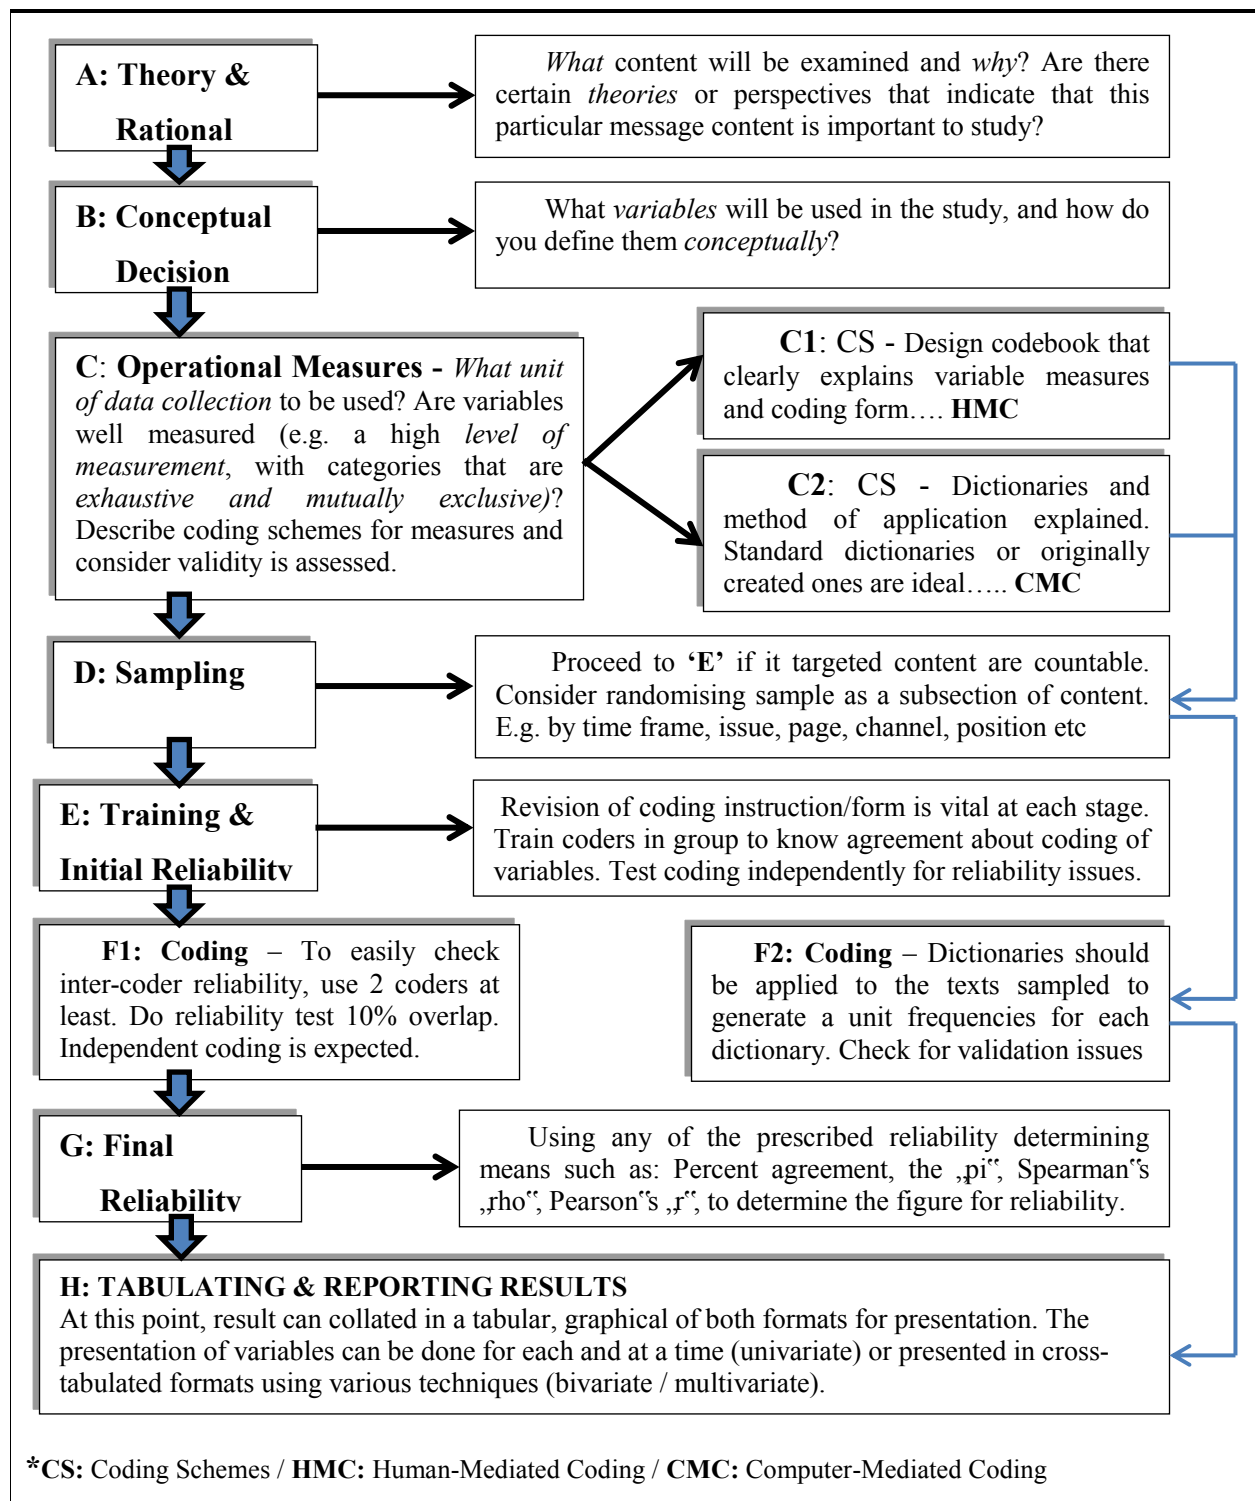 A: Theory &
Rational
What content will be examined and why? Are there
certain theories or perspectives that indicate that this
particular message content is important to study?
B: Conceptual
Decision
What variables will be used in the study, and how do
you define them conceptually?
C: Operational Measures - What unit
of data collection to be used? Are variables
well measured (e.g. a high level of
measurement, with categories that are
exhaustive and mutually exclusive)?
Describe coding schemes for measures and
consider validity is assessed.
C1: CS - Design codebook that
clearly explains variable measures
and coding form…. HMC
C2: CS - Dictionaries and
method of application explained.
Standard dictionaries or originally
created ones are ideal….. CMC
D: Sampling
Proceed to ‘E’ if it targeted content are countable.
Consider randomising sample as a subsection of content.
E.g. by time frame, issue, page, channel, position etc
E: Training &
Initial Reliability
Revision of coding instruction/form is vital at each stage.
Train coders in group to know agreement about coding of
variables. Test coding independently for reliability issues.
F1: Coding – To easily check
inter-coder reliability, use 2 coders at
least. Do reliability test 10% overlap.
Independent coding is expected.
F2: Coding – Dictionaries should
be applied to the texts sampled to
generate a unit frequencies for each
dictionary. Check for validation issues
G: Final
Reliability
Using any of the prescribed reliability determining
means such as: Percent agreement, the „pi‟, Spearman‟s
„rho‟, Pearson‟s „r‟, to determine the figure for reliability.
H: TABULATING & REPORTING RESULTS
At this point, result can collated in a tabular, graphical of both formats for presentation. The
presentation of variables can be done for each and at a time (univariate) or presented in cross-
tabulated formats using various techniques (bivariate / multivariate).
*CS: Coding Schemes / HMC: Human-Mediated Coding / CMC: Computer-Mediated Coding